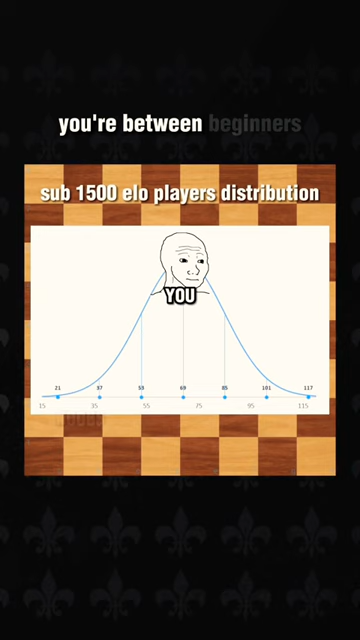 you're between beginners
sub 1500 elo players distribution
YOU
21 37 53 69 85 101 117
15 35 55 75 95 115